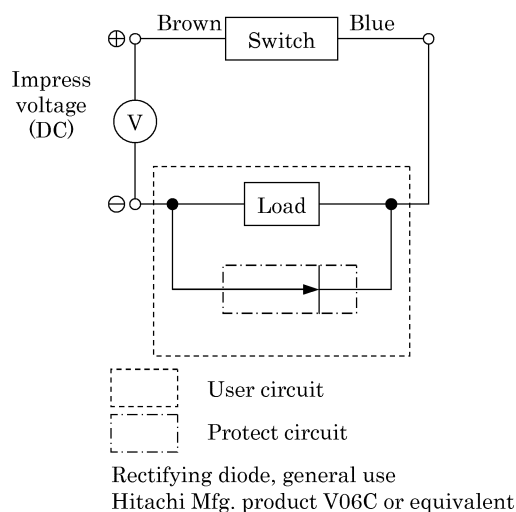 Brown
Switch
Blue
⊕
Impress
voltage
(DC)
V
⊖
Load
User circuit
Protect circuit
Rectifying diode, general use
Hitachi Mfg. product V06C or equivalent